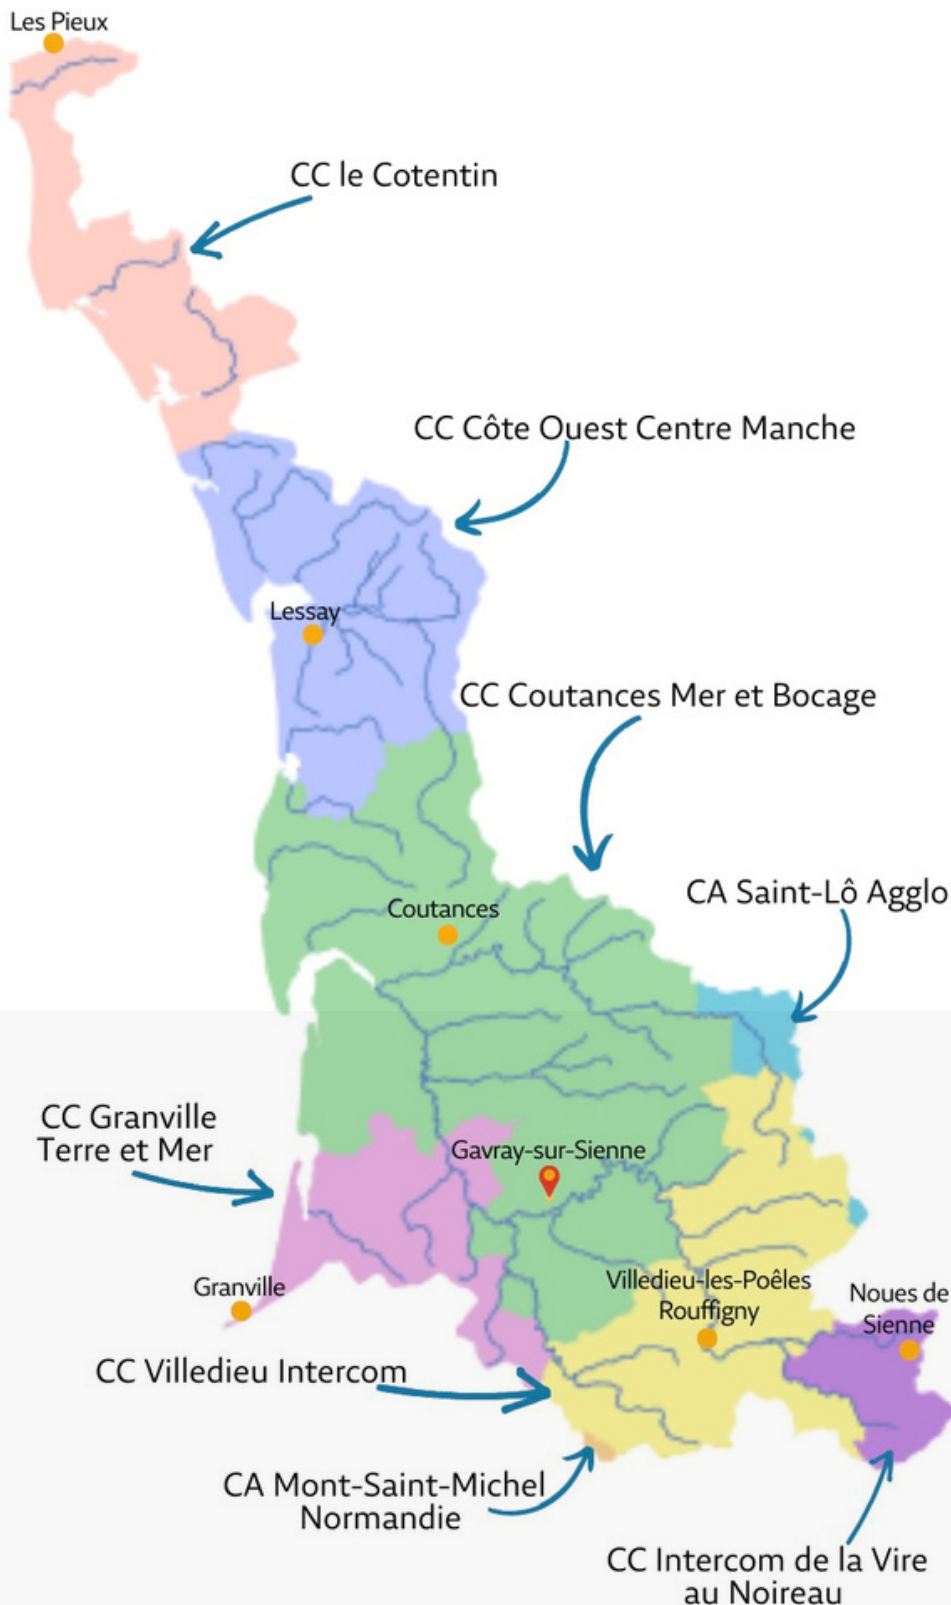 Les Pieux
CC le Cotentin
CC Côte Ouest Centre Manche
Lessay
CC Coutances Mer et Bocage
CA Saint-Lô Agglo
Coutances
CC Granville
Terre et Mer
Gavray-sur-Sienne
Granville
Villedieu-les-Poêles
Rouffigny
Noues de
Sienne
CC Villedieu Intercom
CA Mont-Saint-Michel
Normandie
CC Intercom de la Vire
au Noireau